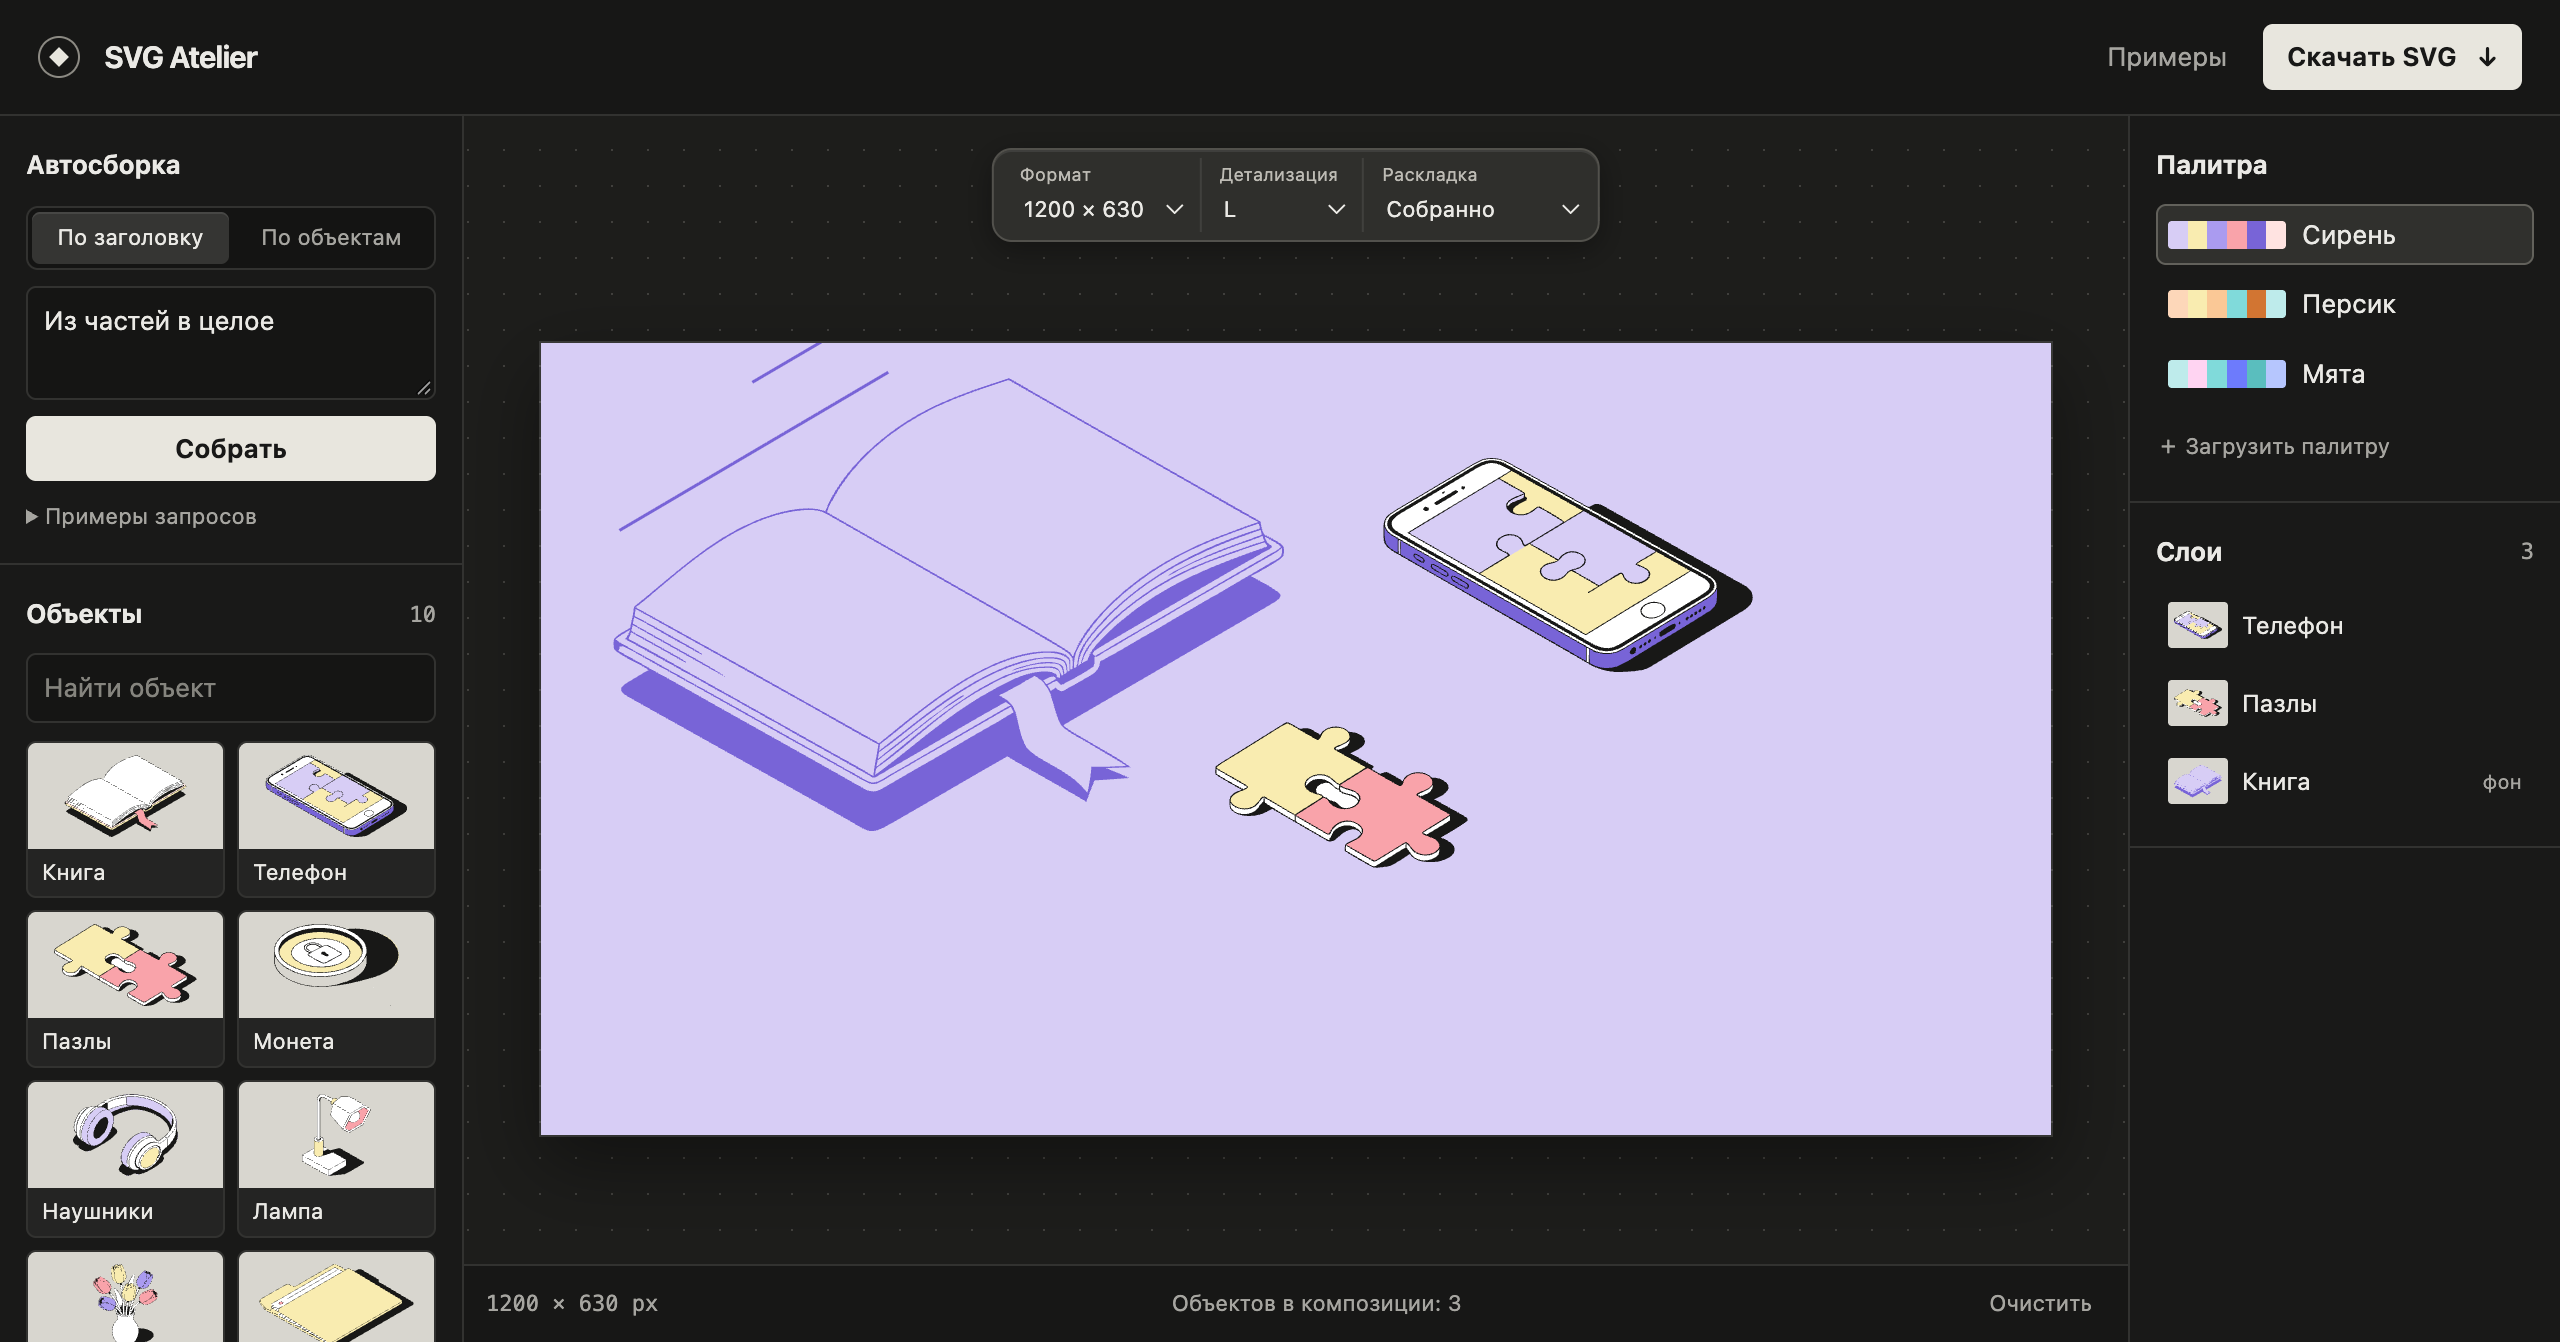 SVG Atelier
Примеры
Скачать SVG ↓
Автосборка
По заголовку
По объектам
Из частей в целое
Собрать
Примеры запросов
Объекты
10
Найти объект
Книга
Телефон
Пазлы
Монета
Наушники
Лампа
Формат
1200 × 630
Детализация
L
Раскладка
Собранно
1200 × 630 px
Объектов в композиции: 3
Очистить
Палитра
Сирень
Персик
Мята
+ Загрузить палитру
Слои
3
Телефон
Пазлы
Книга
фон